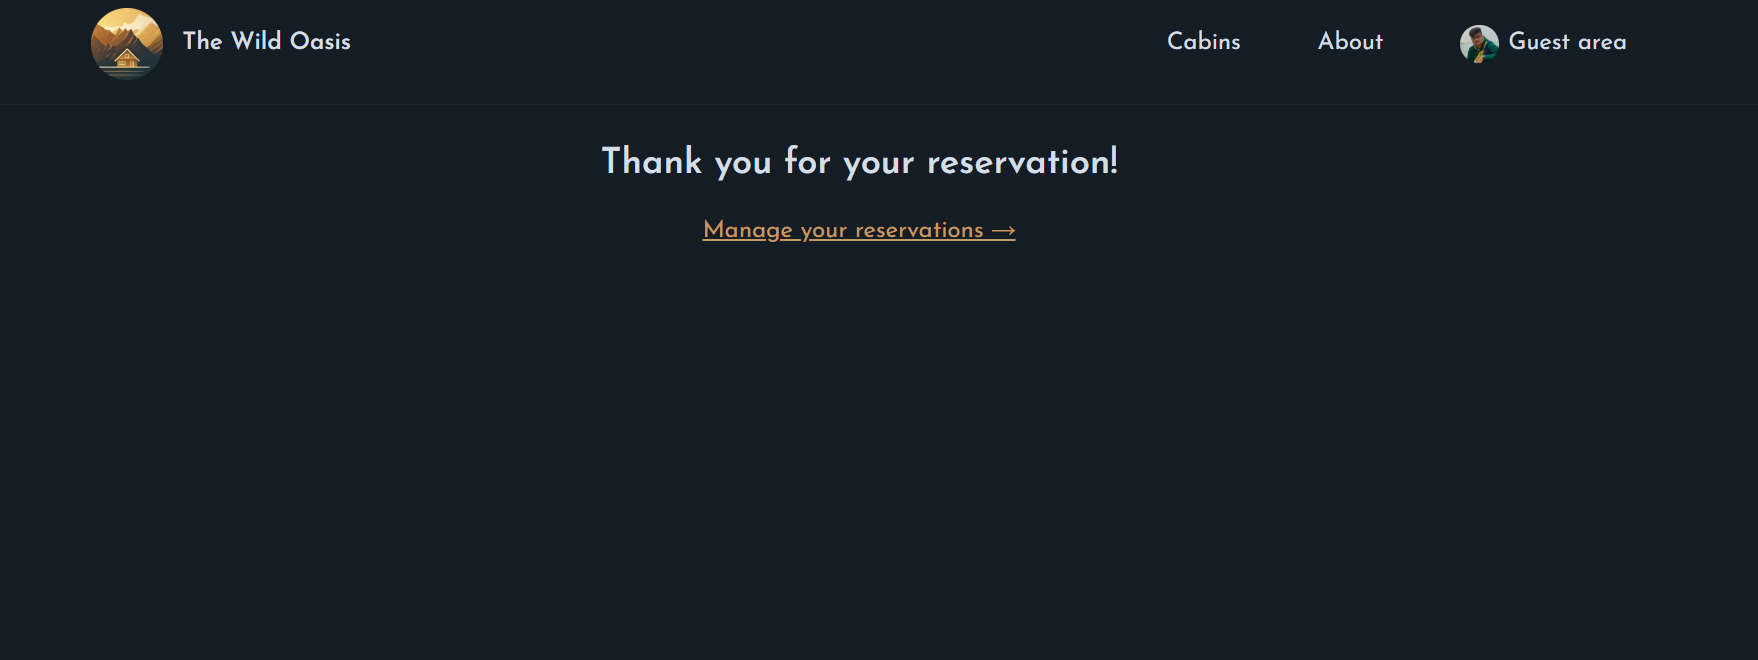 The Wild Oasis
Cabins
About
Guest area
Thank you for your reservation!
Manage your reservations →